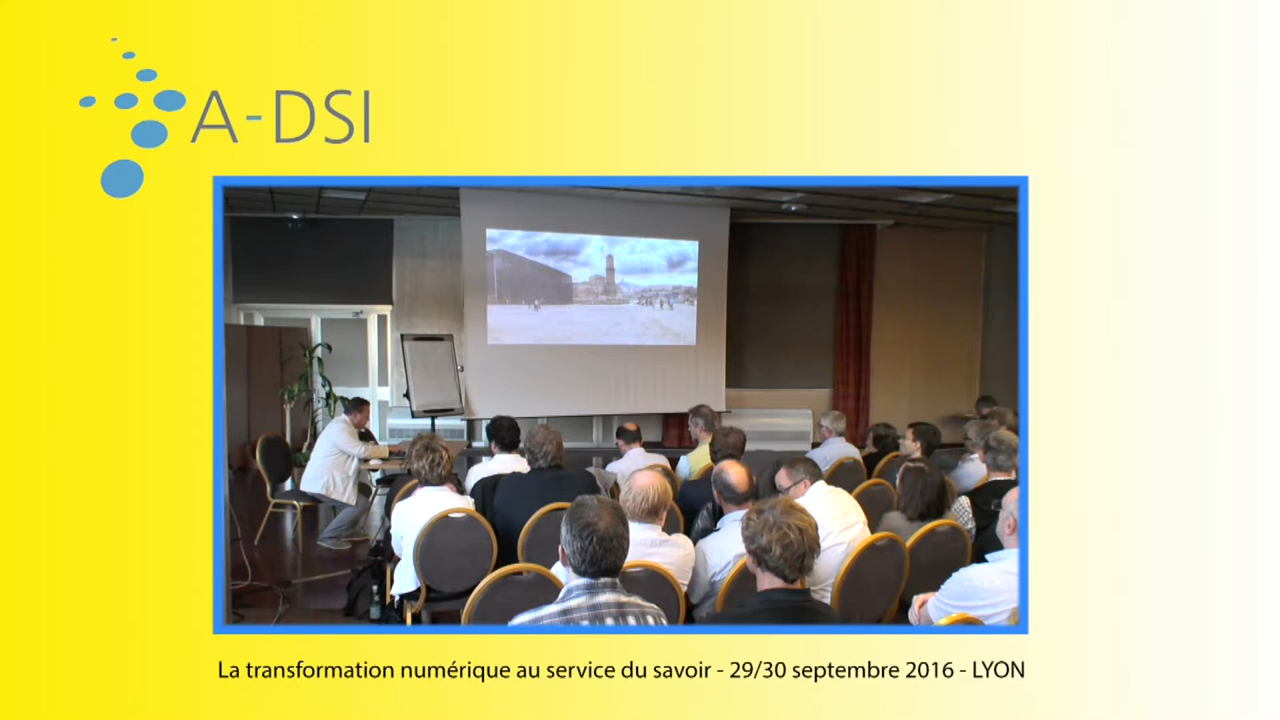 A-DSI
La transformation numérique au service du savoir - 29/30 septembre 2016 - LYON